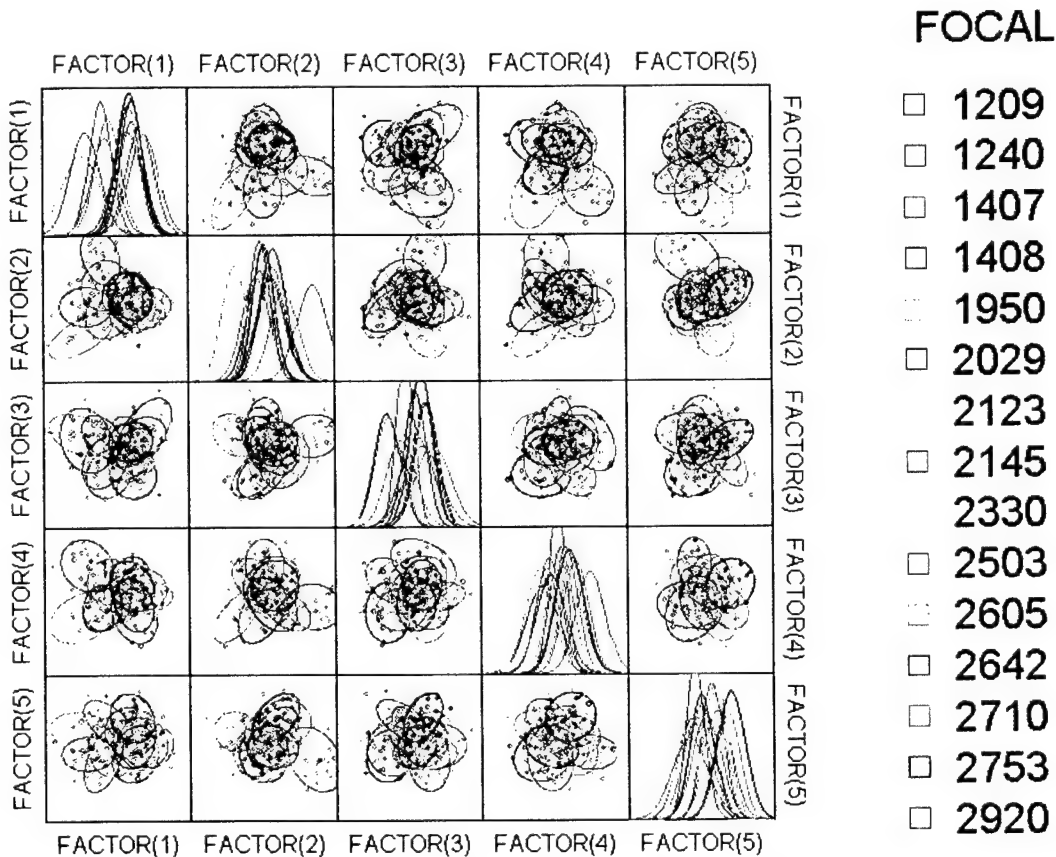 FOCAL
FACTOR(1) FACTOR(2) FACTOR(3) FACTOR(4) FACTOR(5)
FACTOR(1)
FACTOR(2)
FACTOR(3)
FACTOR(4)
FACTOR(5)
FACTOR(1)
FACTOR(2)
FACTOR(3)
FACTOR(4)
FACTOR(5)
FACTOR(1) FACTOR(2) FACTOR(3) FACTOR(4) FACTOR(5)
1209
1240
1407
1408
1950
2029
2123
2145
2330
2503
2605
2642
2710
2753
2920